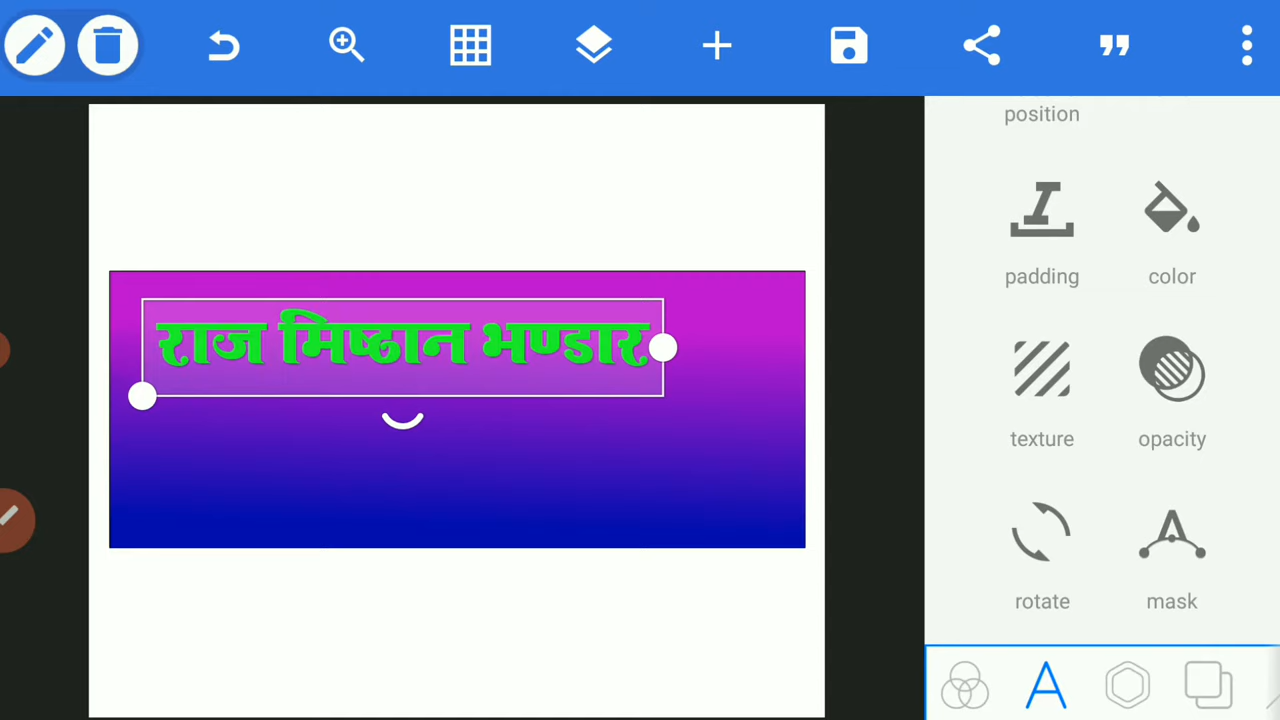 position
राज मिष्ठान भण्डार
padding color
texture opacity
rotate mask